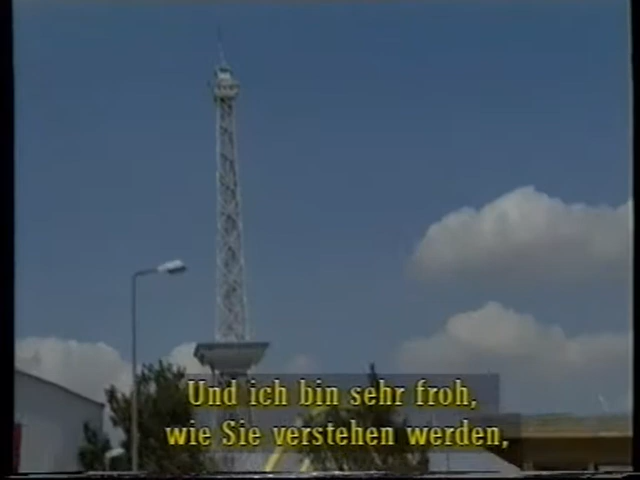 Und ich bin sehr froh,
wie Sie verstehen werden,